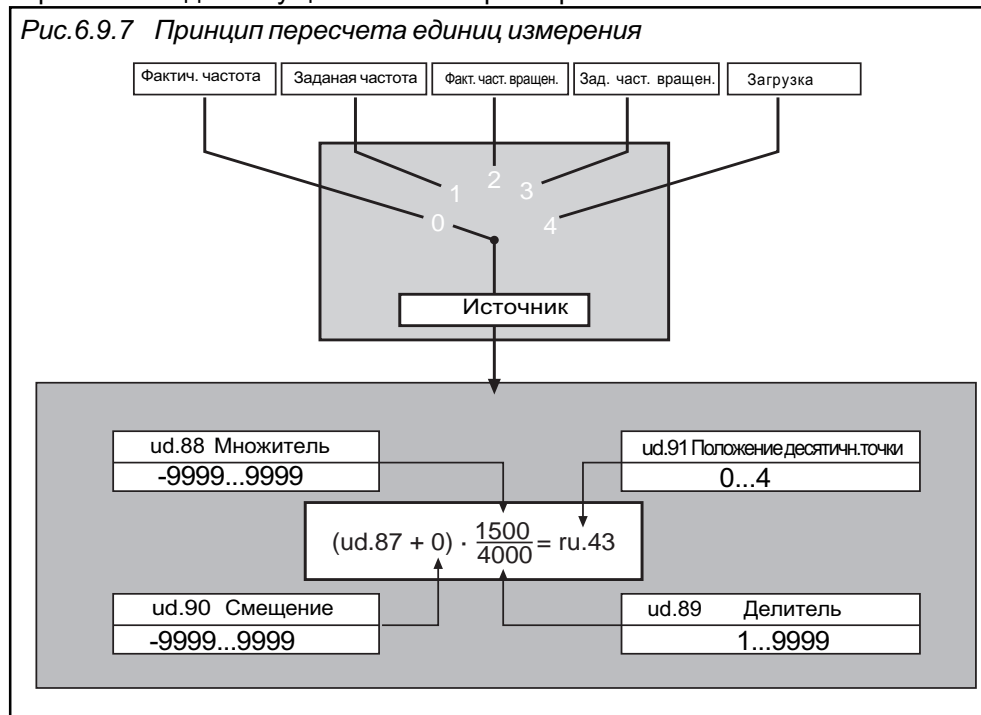 Рис.6.9.7 Принцип пересчета единиц измерения
Фактич. частота
Заданая частота
Факт. част. вращен.
Зад. част. вращен.
Загрузка
0
1
2
3
4
Источник
ud.88 Множитель
-9999...9999
ud.91 Положение десятичн.точки
0...4
(ud.87 + 0) · 1500/4000 = ru.43
ud.90 Смещение
-9999...9999
ud.89 Делитель
1...9999